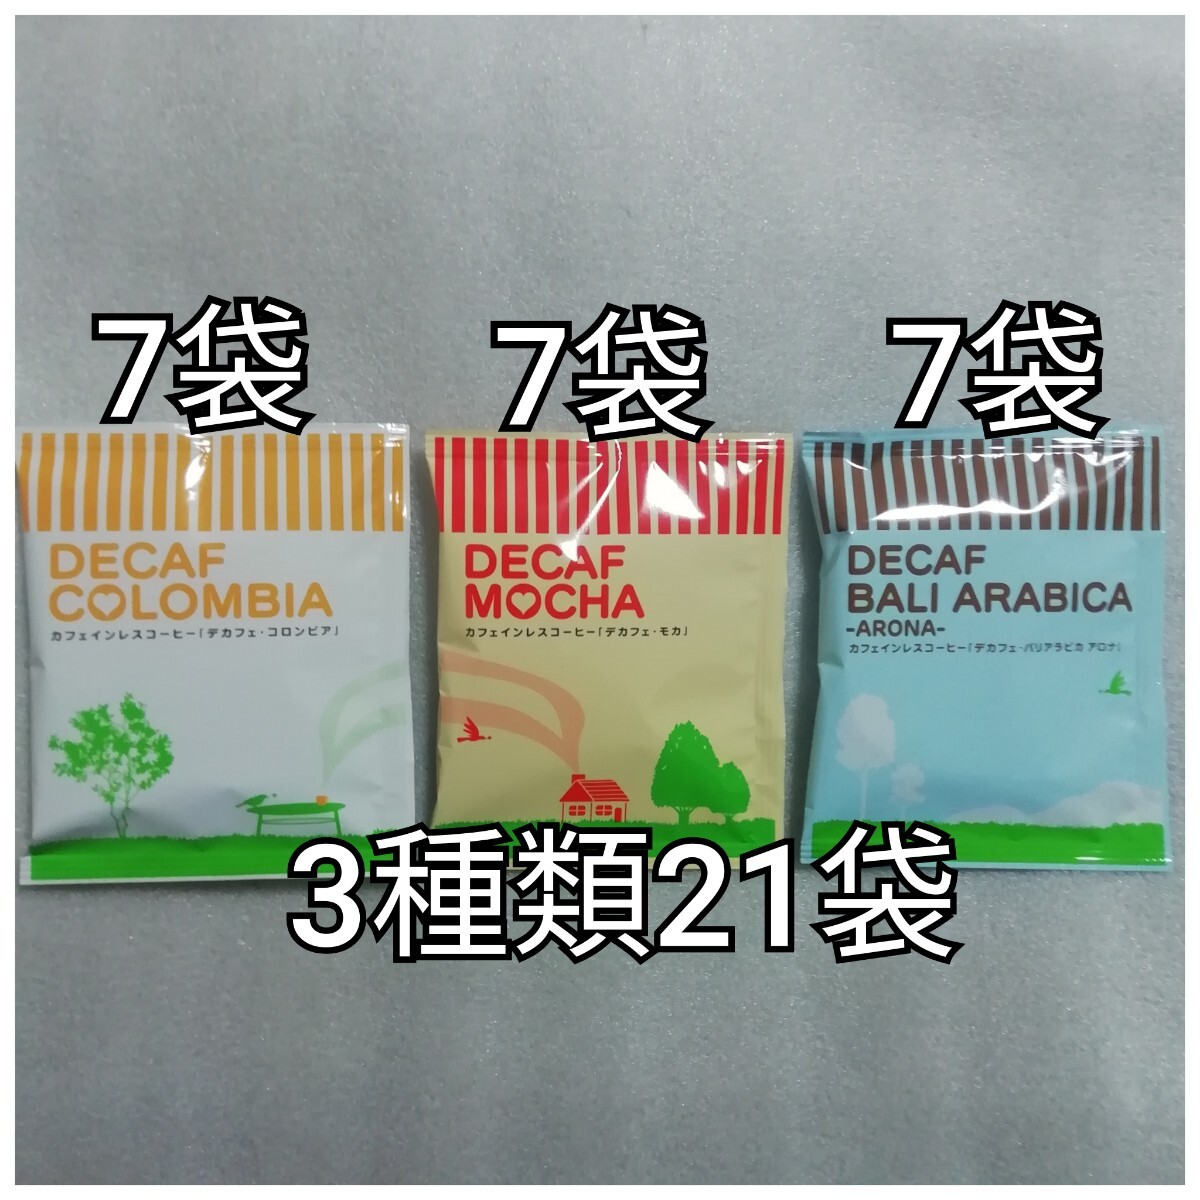 7袋
7袋
7袋
DECAF
COLOMBIA
カフェインレスコーヒー「デカフェ・コロンビア」
DECAF
MOCHA
カフェインレスコーヒー「デカフェ・モカ」
DECAF
BALI ARABICA
-ARONA-
カフェインレスコーヒー「デカフェ・バリアラビカ アロナ」
3種類21袋